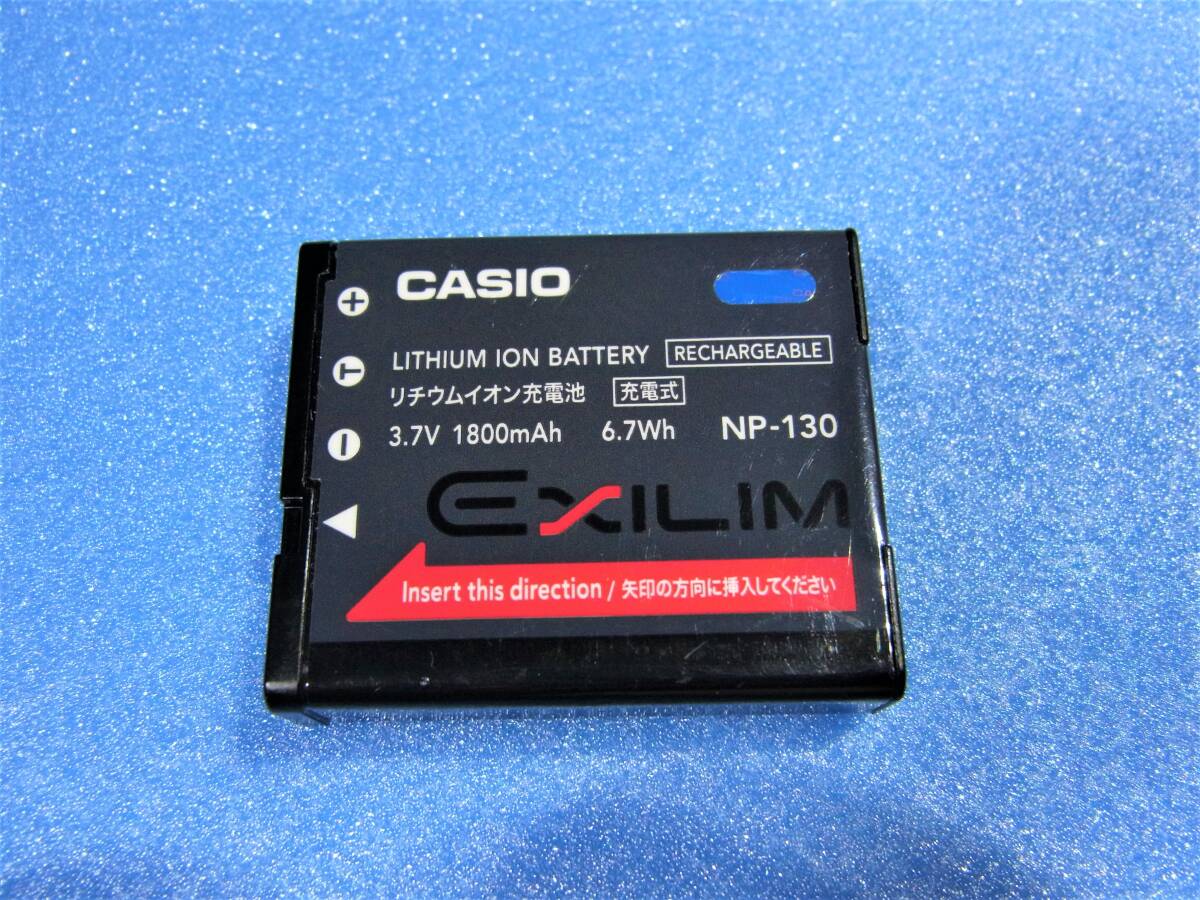 CASIO
+
LITHIUM ION BATTERY RECHARGEABLE
T
リチウムイオン充電池 充電式
3.7V 1800mAh 6.7Wh NP-130
−
EXILIM
Insert this direction / 矢印の方向に挿入してください